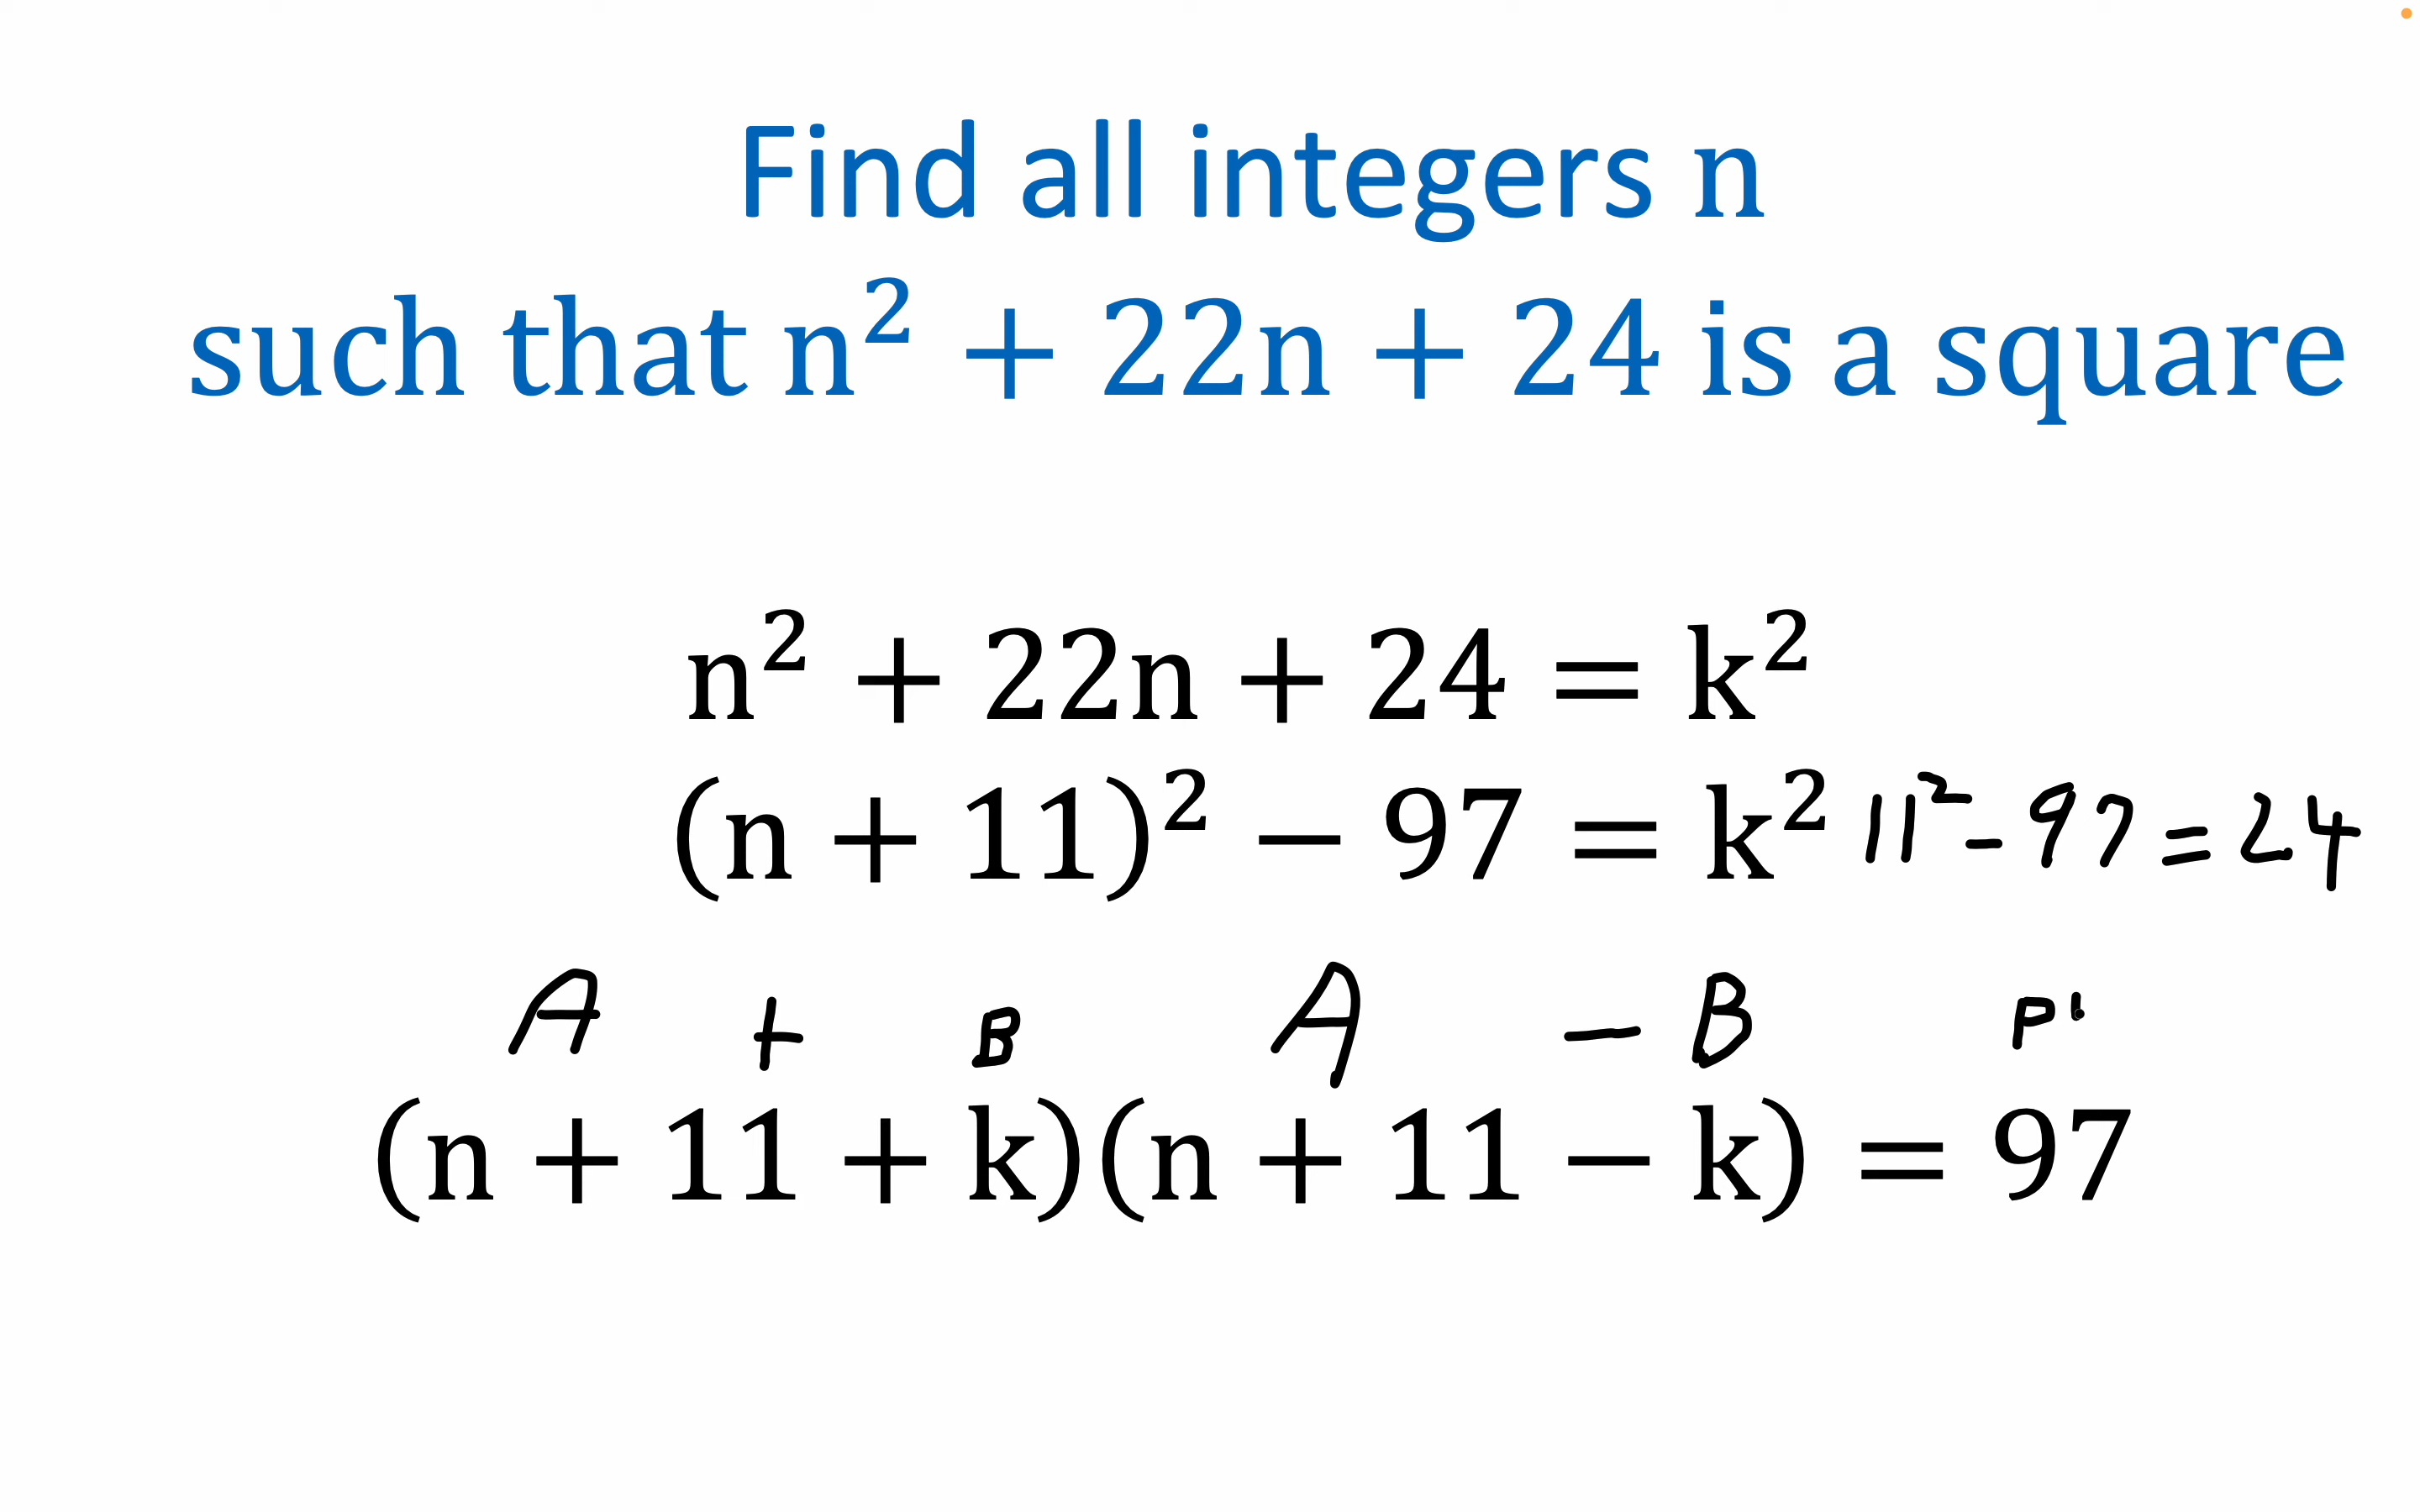 Find all integers n
such that n² + 22n + 24 is a square
n² + 22n + 24 = k²
(n + 11)² − 97 = k² 11² - 97 = 24
A + B A - B
(n + 11 + k)(n + 11 − k) = 97